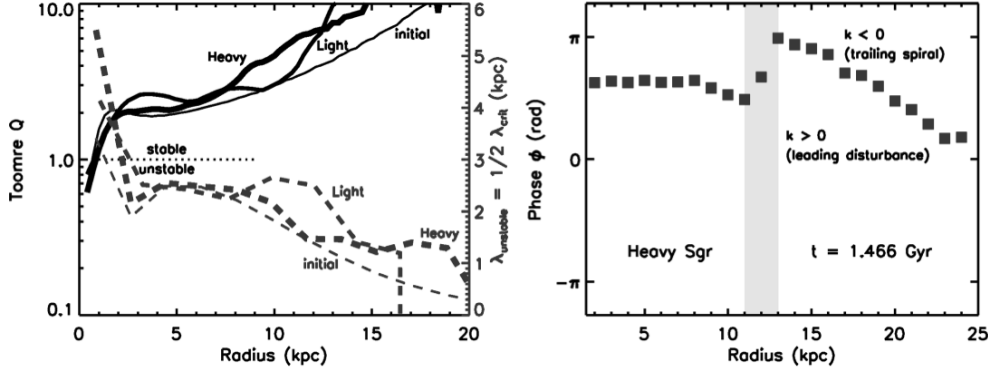 10.0
1.0
0.1
Toomre Q
Heavy
Light
initial
stable
unstable
Light
Heavy
initial
6
5
4
3
2
1
0
λunstable = 1/2 λcrit (kpc)
0 5 10 15 20
Radius (kpc)
π
0
-π
Phase ϕ (rad)
k < 0
(trailing spiral)
k > 0
(leading disturbance)
Heavy Sgr
t = 1.466 Gyr
5 10 15 20 25
Radius (kpc)